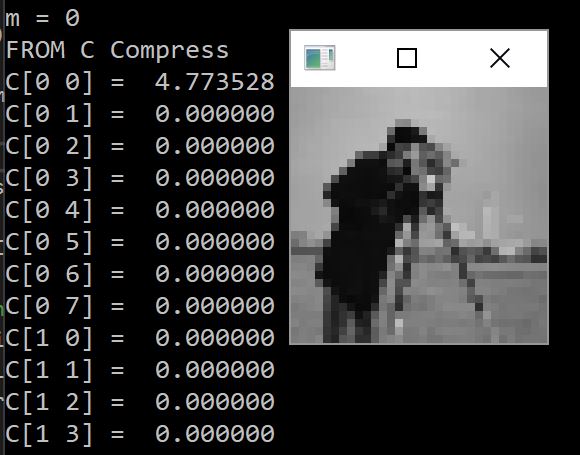 m = 0
FROM C Compress
C[0 0] =  4.773528
C[0 1] =  0.000000
C[0 2] =  0.000000
C[0 3] =  0.000000
C[0 4] =  0.000000
C[0 5] =  0.000000
C[0 6] =  0.000000
C[0 7] =  0.000000
C[1 0] =  0.000000
C[1 1] =  0.000000
C[1 2] =  0.000000
C[1 3] =  0.000000